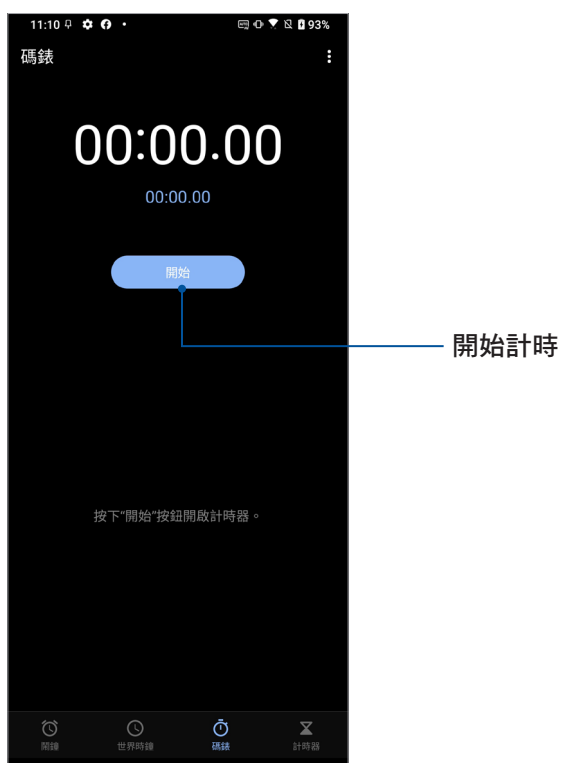 11:10
93%
碼錶
00:00.00
00:00.00
開始
開始計時
按下"開始"按鈕開啟計時器。
鬧鐘
世界時鐘
碼錶
計時器